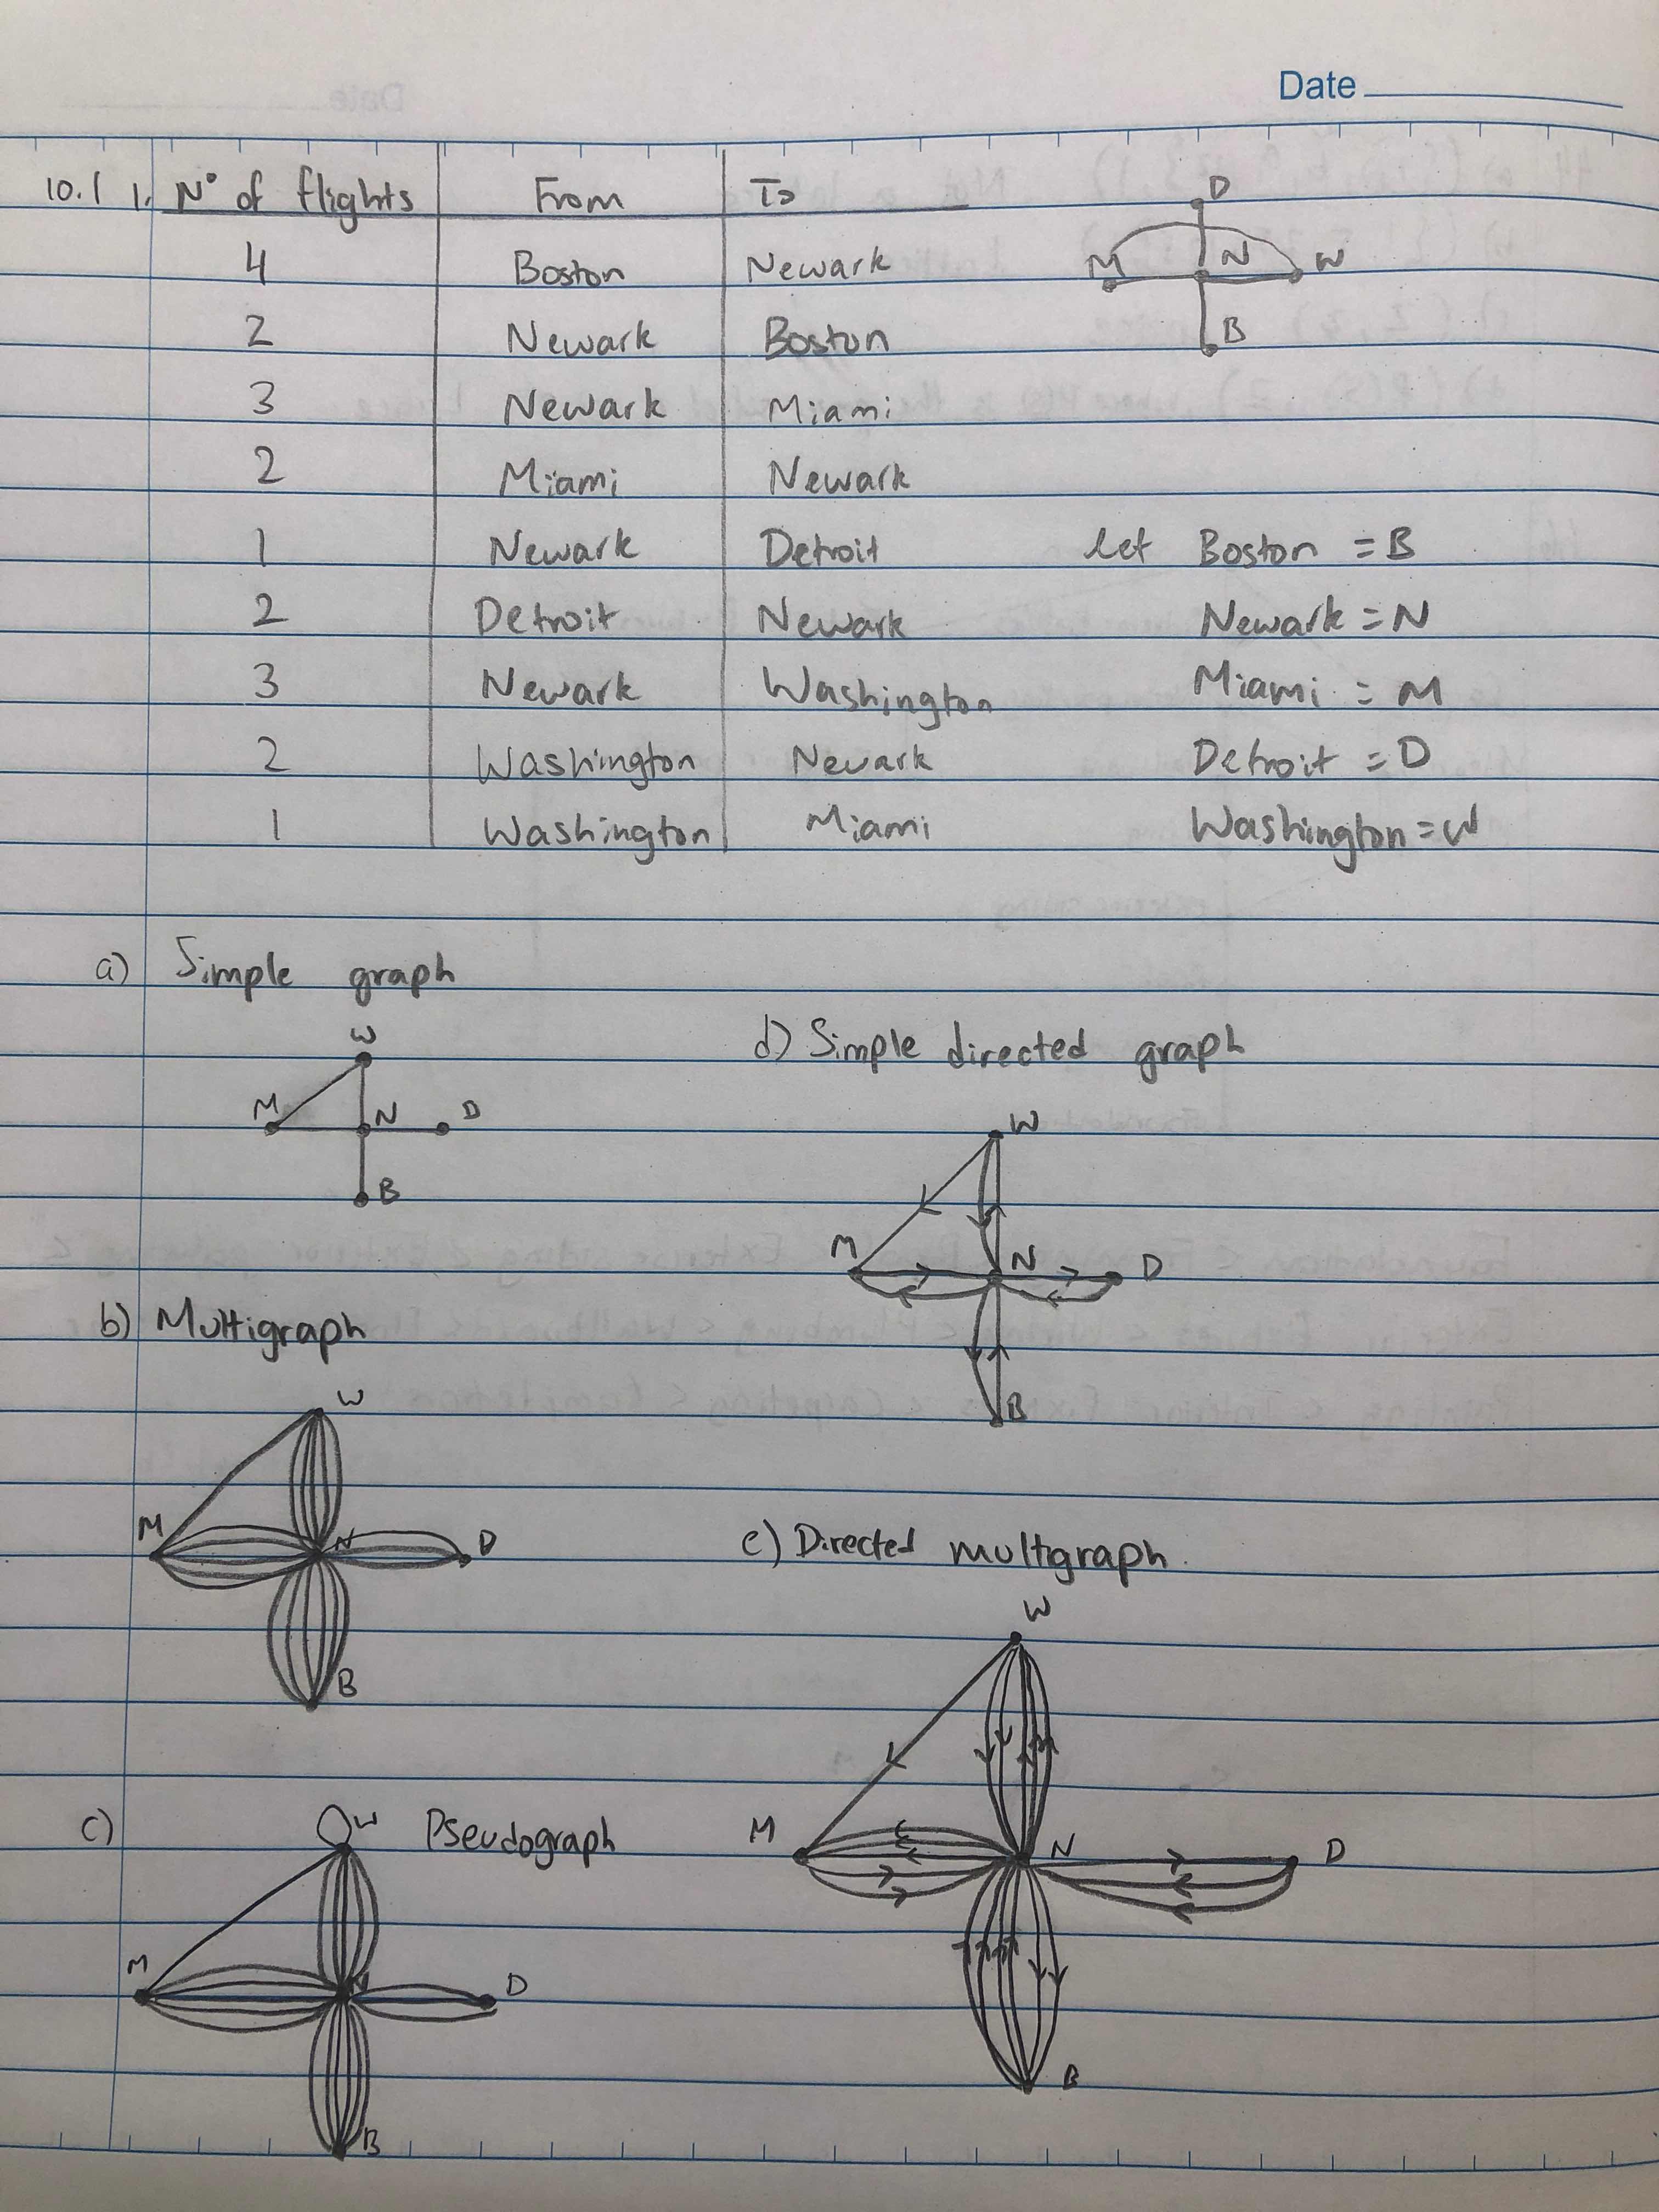 Date
10.1 1. N° of flights From To
4 Boston Newark
2 Newark Boston
3 Newark Miami
2 Miami Newark
1 Newark Detroit
2 Detroit Newark
3 Newark Washington
2 Washington Newark
1 Washington Miami
D
M N W
B
let Boston = B
Newark = N
Miami = M
Detroit = D
Washington = W
a) Simple graph
W
M N D
B
b) Multigraph
W
M N D
B
c) Pseudograph
W
M N D
B
d) Simple directed graph
W
M N D
B
e) Directed multigraph.
W
M N D
B